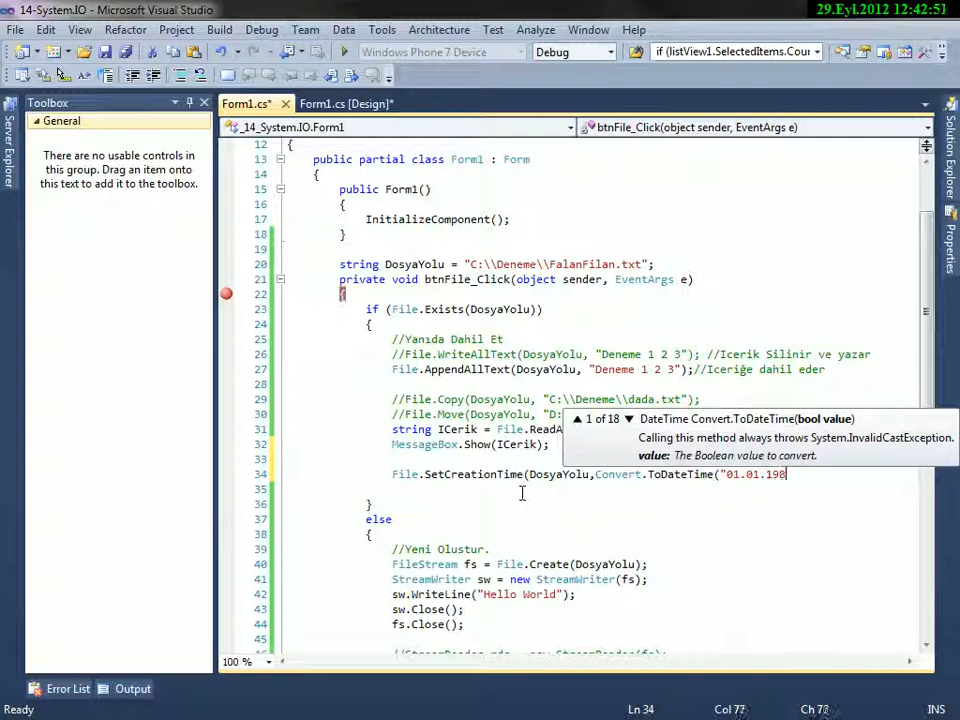 14-System.IO - Microsoft Visual Studio
29.Eyl.2012 12:42:51
File Edit View Refactor Project Build Debug Team Data Tools Architecture Test Analyze Window Help
Windows Phone 7 Device Debug if (listView1.SelectedItems.Cour
Toolbox
Form1.cs* Form1.cs [Design]*
General
_14_System.IO.Form1 btnFile_Click(object sender, EventArgs e)
There are no usable controls in
this group. Drag an item onto
this text to add it to the toolbox.
Server Explorer
Solution Explorer
Properties
12 {
13 public partial class Form1 : Form
14 {
15 public Form1()
16 {
17 InitializeComponent();
18 }
19
20 string DosyaYolu = "C:\\Deneme\\FalanFilan.txt";
21 private void btnFile_Click(object sender, EventArgs e)
22 {
23 if (File.Exists(DosyaYolu))
24 {
25 //Yanıda Dahil Et
26 //File.WriteAllText(DosyaYolu, "Deneme 1 2 3"); //Icerik Silinir ve yazar
27 File.AppendAllText(DosyaYolu, "Deneme 1 2 3");//Iceriğe dahil eder
28
29 //File.Copy(DosyaYolu, "C:\\Deneme\\dada.txt");
30 //File.Move(DosyaYolu, "D:
1 of 18 DateTime Convert.ToDateTime(bool value)
Calling this method always throws System.InvalidCastException.
value: The Boolean value to convert.
31 string ICerik = File.ReadA
32 MessageBox.Show(ICerik);
33
34 File.SetCreationTime(DosyaYolu,Convert.ToDateTime("01.01.198
35
36 }
37 else
38 {
39 //Yeni Olustur.
40 FileStream fs = File.Create(DosyaYolu);
41 StreamWriter sw = new StreamWriter(fs);
42 sw.WriteLine("Hello World");
43 sw.Close();
44 fs.Close();
45
100 %
Error List Output
Ready Ln 34 Col 77 Ch 77 INS